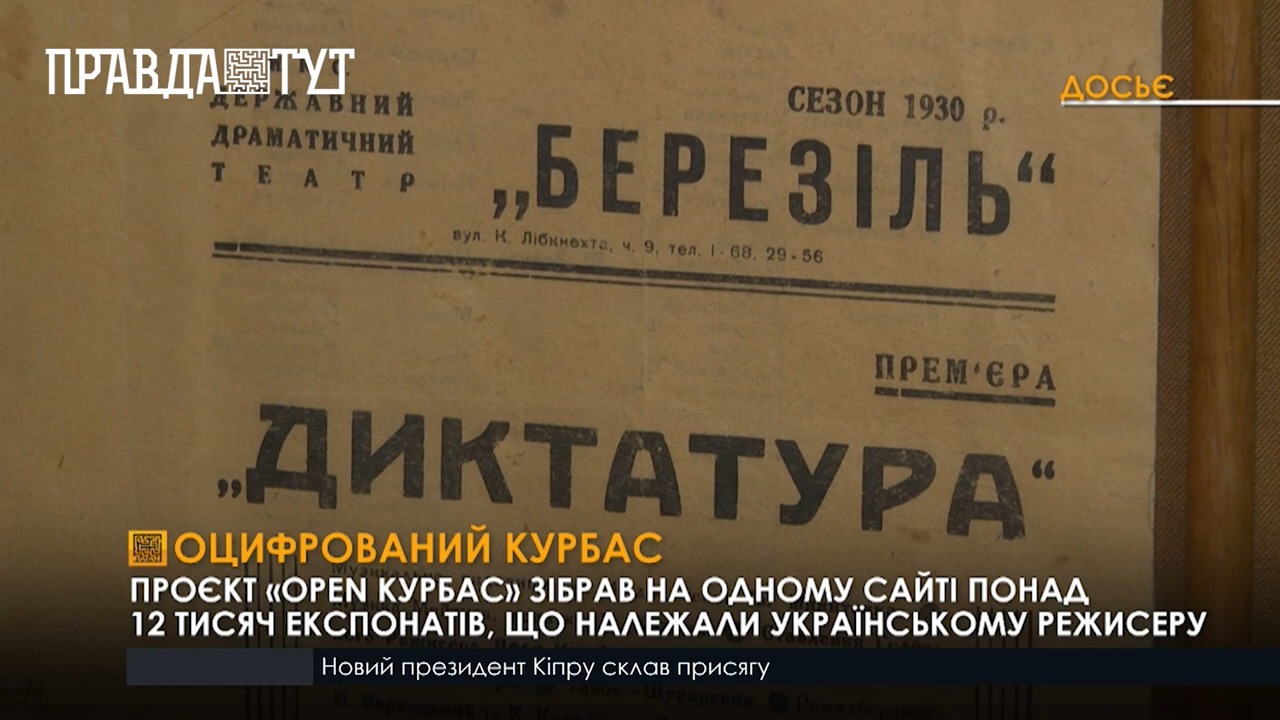 ПРАВДА ТУТ
ДОСЬЄ
ДЕРЖАВНИЙ
ДРАМАТИЧНИЙ
ТЕАТР
СЕЗОН 1930 р.
„БЕРЕЗІЛЬ“
вул. К. Лібкнехта, ч. 9, тел. 1-68, 29-56
ПРЕМ‘ЄРА
„ДИКТАТУРА“
ОЦИФРОВАНИЙ КУРБАС
ПРОЄКТ «OPEN КУРБАС» ЗІБРАВ НА ОДНОМУ САЙТІ ПОНАД
12 ТИСЯЧ ЕКСПОНАТІВ, ЩО НАЛЕЖАЛИ УКРАЇНСЬКОМУ РЕЖИСЕРУ
Новий президент Кіпру склав присягу